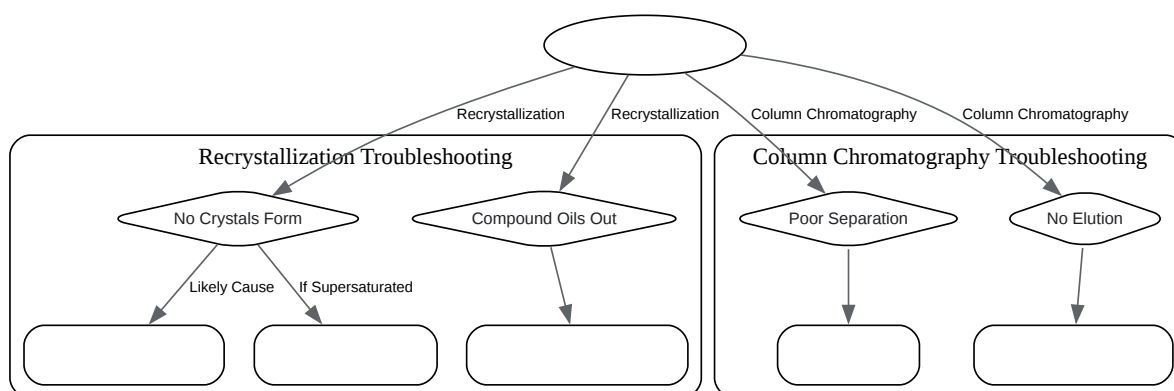 Recrystallization
Recrystallization
Column Chromatography
Column Chromatography
Recrystallization Troubleshooting
Column Chromatography Troubleshooting
No Crystals Form
Compound Oils Out
Poor Separation
No Elution
Likely Cause
If Supersaturated